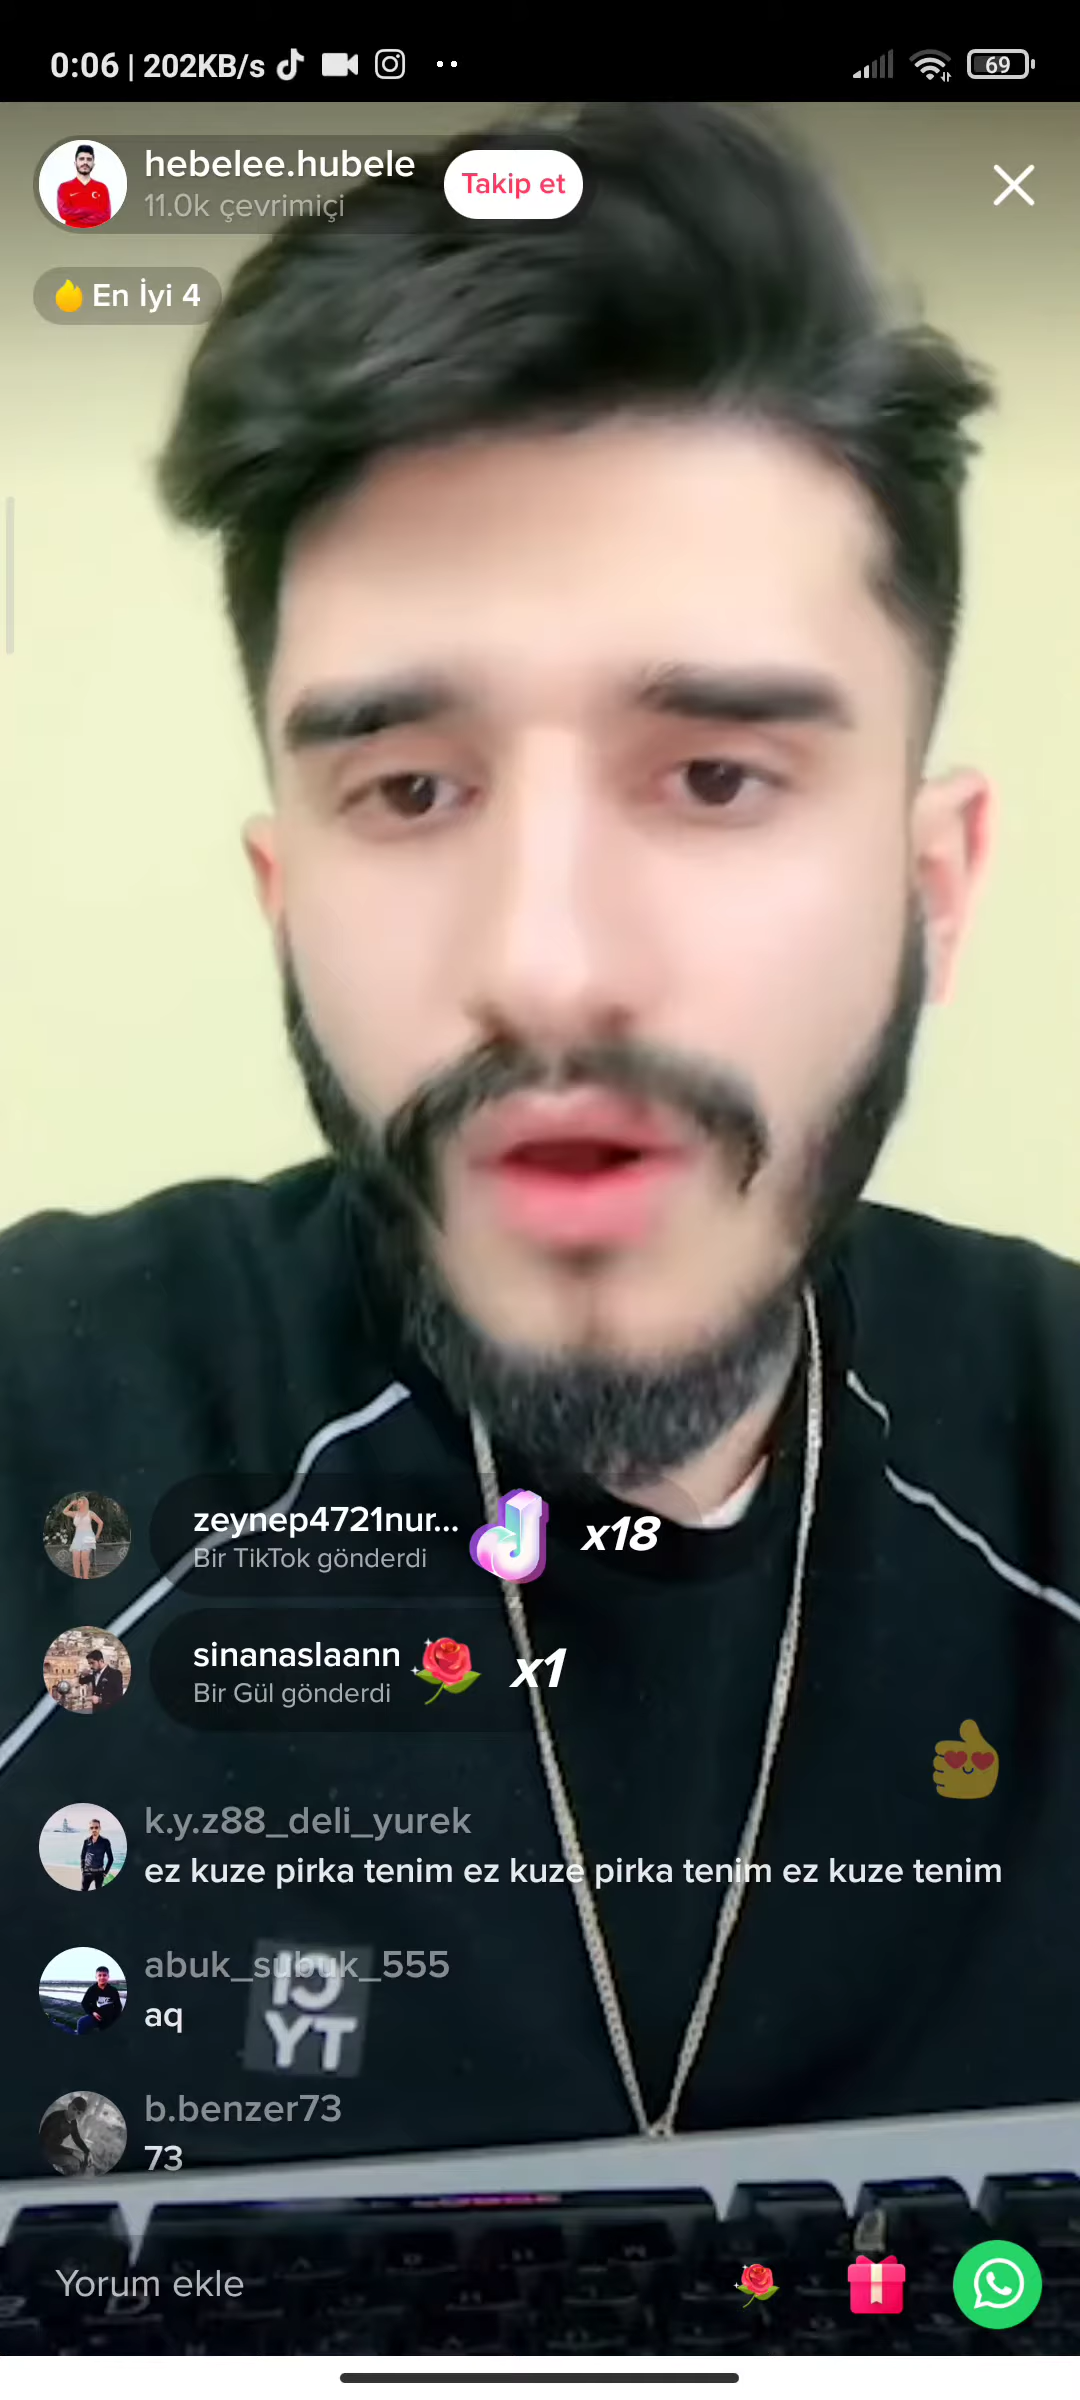 0:06 | 202KB/s
69
hebelee.hubele
11.0k çevrimiçi
Takip et
En İyi 4
zeynep4721nur...
Bir TikTok gönderdi
x18
sinanaslaann
Bir Gül gönderdi
x1
k.y.z88_deli_yurek
ez kuze pirka tenim ez kuze pirka tenim ez kuze tenim
abuk_subuk_555
aq
YT
b.benzer73
73
Yorum ekle